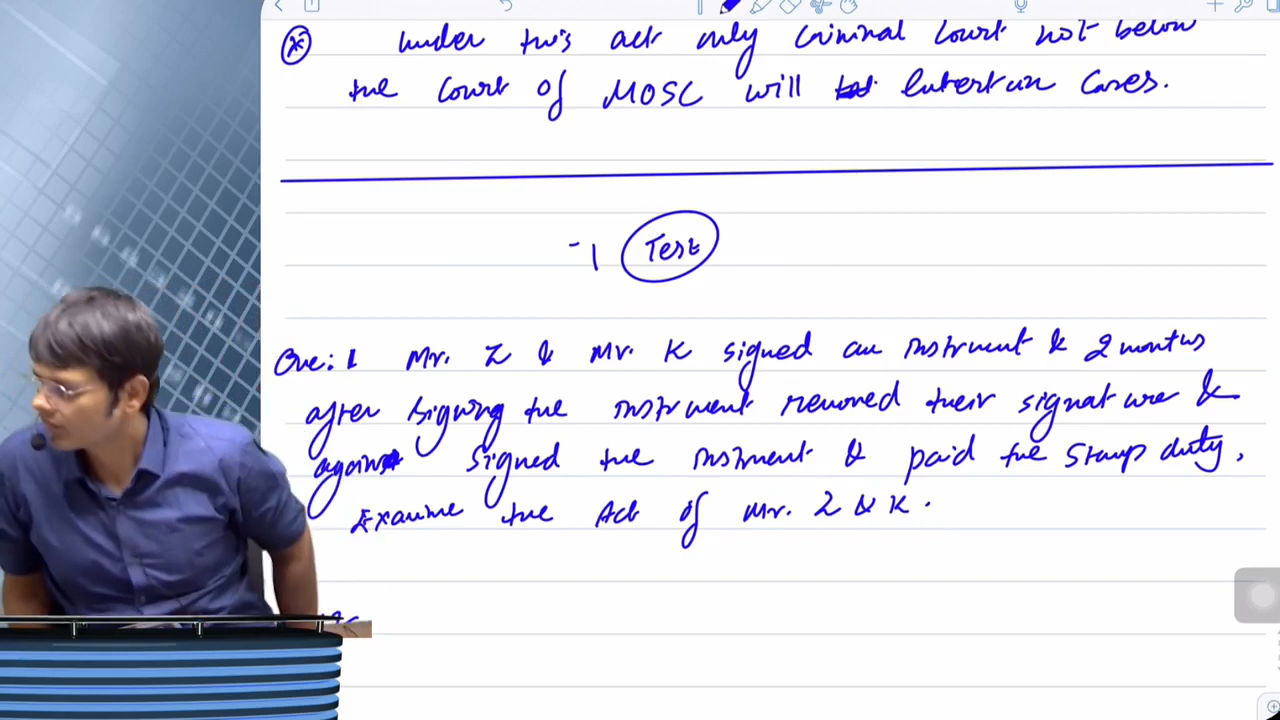 under this act only Criminal Court not below
the Court of MOSC will entertain Cases.
Test
Que:1 Mr. Z & Mr. K signed an instrument & 2 months
after signing the instrument removed their signature &
again signed the instrument & paid the stamp duty,
Examine the Act of Mr. Z & K.